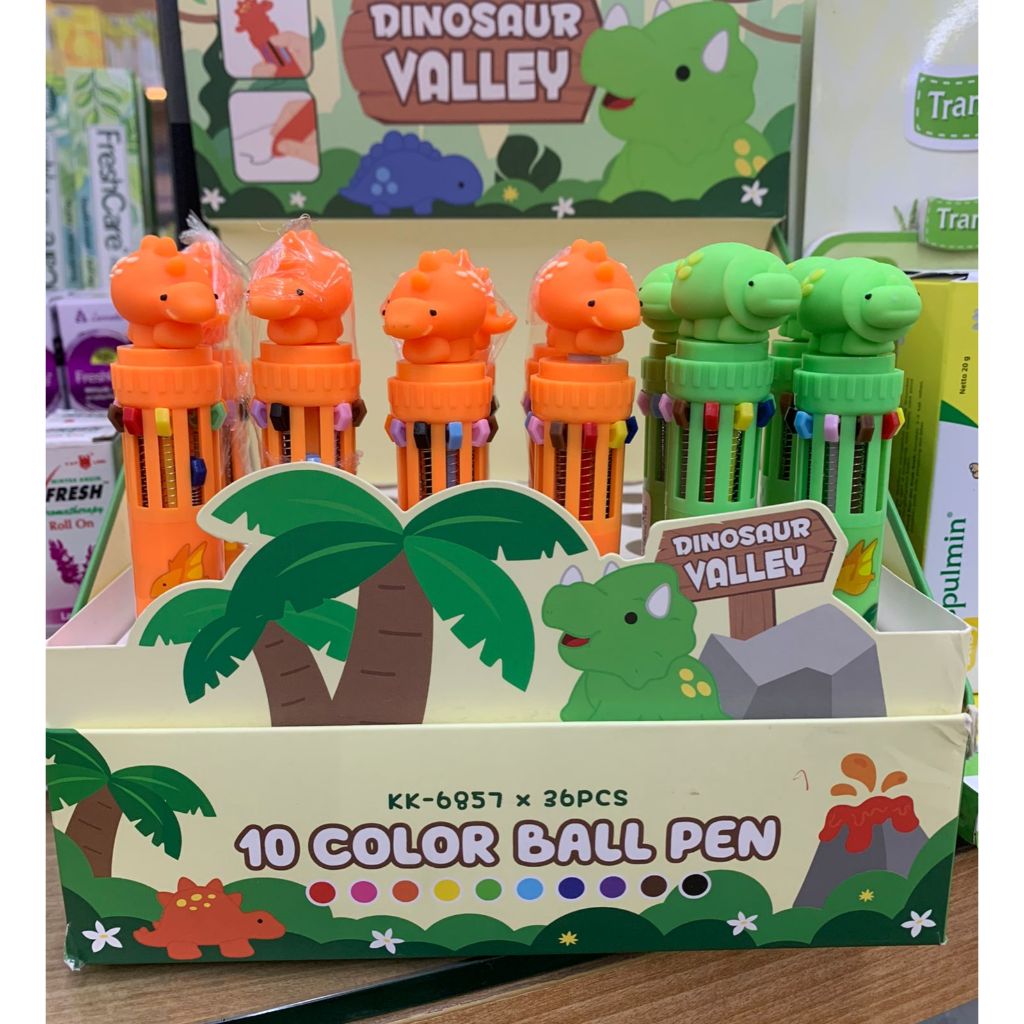 DINOSAUR
VALLEY
Tran
Tran
FreshCare
Fresh
FRESH
Roll On
Netto 20 g
pulmin®
DINOSAUR
VALLEY
KK-6857 x 36PCS
10 COLOR BALL PEN